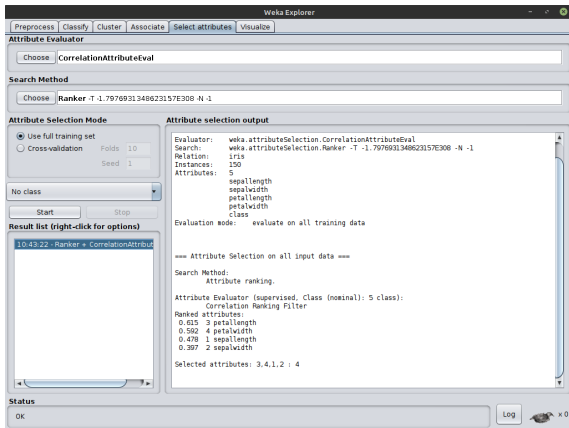 Weka Explorer
Preprocess Classify Cluster Associate Select attributes Visualize
Attribute Evaluator
Choose CorrelationAttributeEval
Search Method
Choose Ranker -T -1.7976931348623157E308 -N -1
Attribute Selection Mode
Use full training set
Cross-validation Folds 10
Seed 1
No class
Start Stop
Result list (right-click for options)
10:43:22 - Ranker + CorrelationAttribut
Attribute selection output
Evaluator: weka.attributeSelection.CorrelationAttributeEval
Search: weka.attributeSelection.Ranker -T -1.7976931348623157E308 -N -1
Relation: iris
Instances: 150
Attributes: 5
sepallength
sepalwidth
petallength
petalwidth
class
Evaluation mode: evaluate on all training data
=== Attribute Selection on all input data ===
Search Method:
Attribute ranking.
Attribute Evaluator (supervised, Class (nominal): 5 class):
Correlation Ranking Filter
Ranked attributes:
0.615 3 petallength
0.592 4 petalwidth
0.478 1 sepallength
0.397 2 sepalwidth
Selected attributes: 3,4,1,2 : 4
Status
OK
Log
x 0